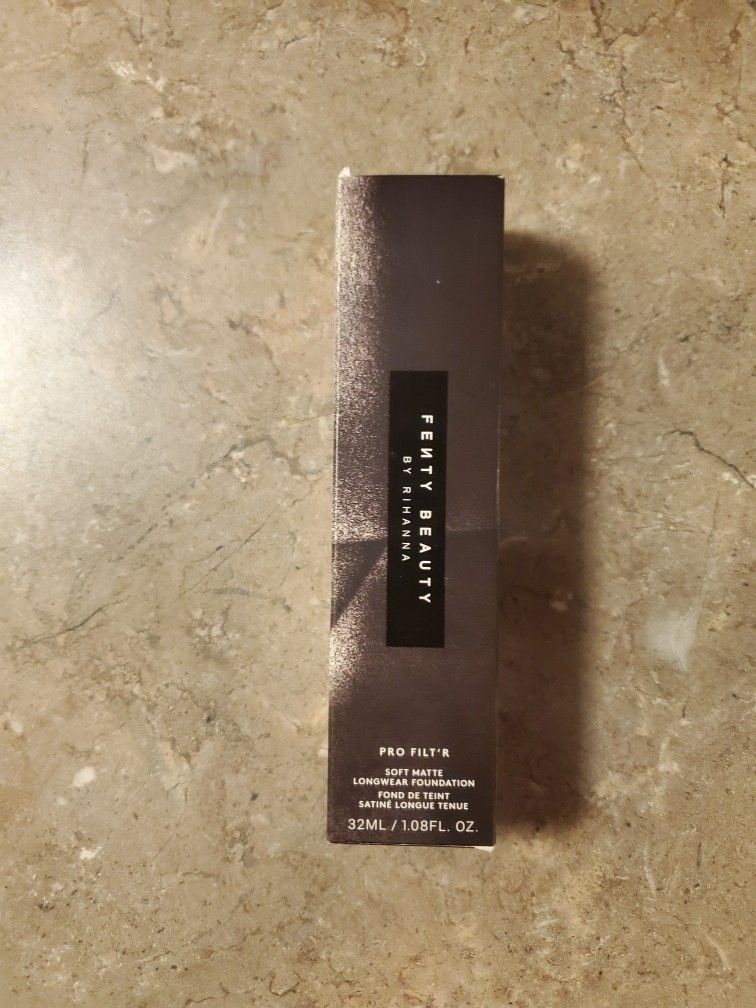 FEИTY BEAUTY
BY RIHANNA
PRO FILT'R
SOFT MATTE
LONGWEAR FOUNDATION
FOND DE TEINT
SATINÉ LONGUE TENUE
32ML / 1.08FL. OZ.